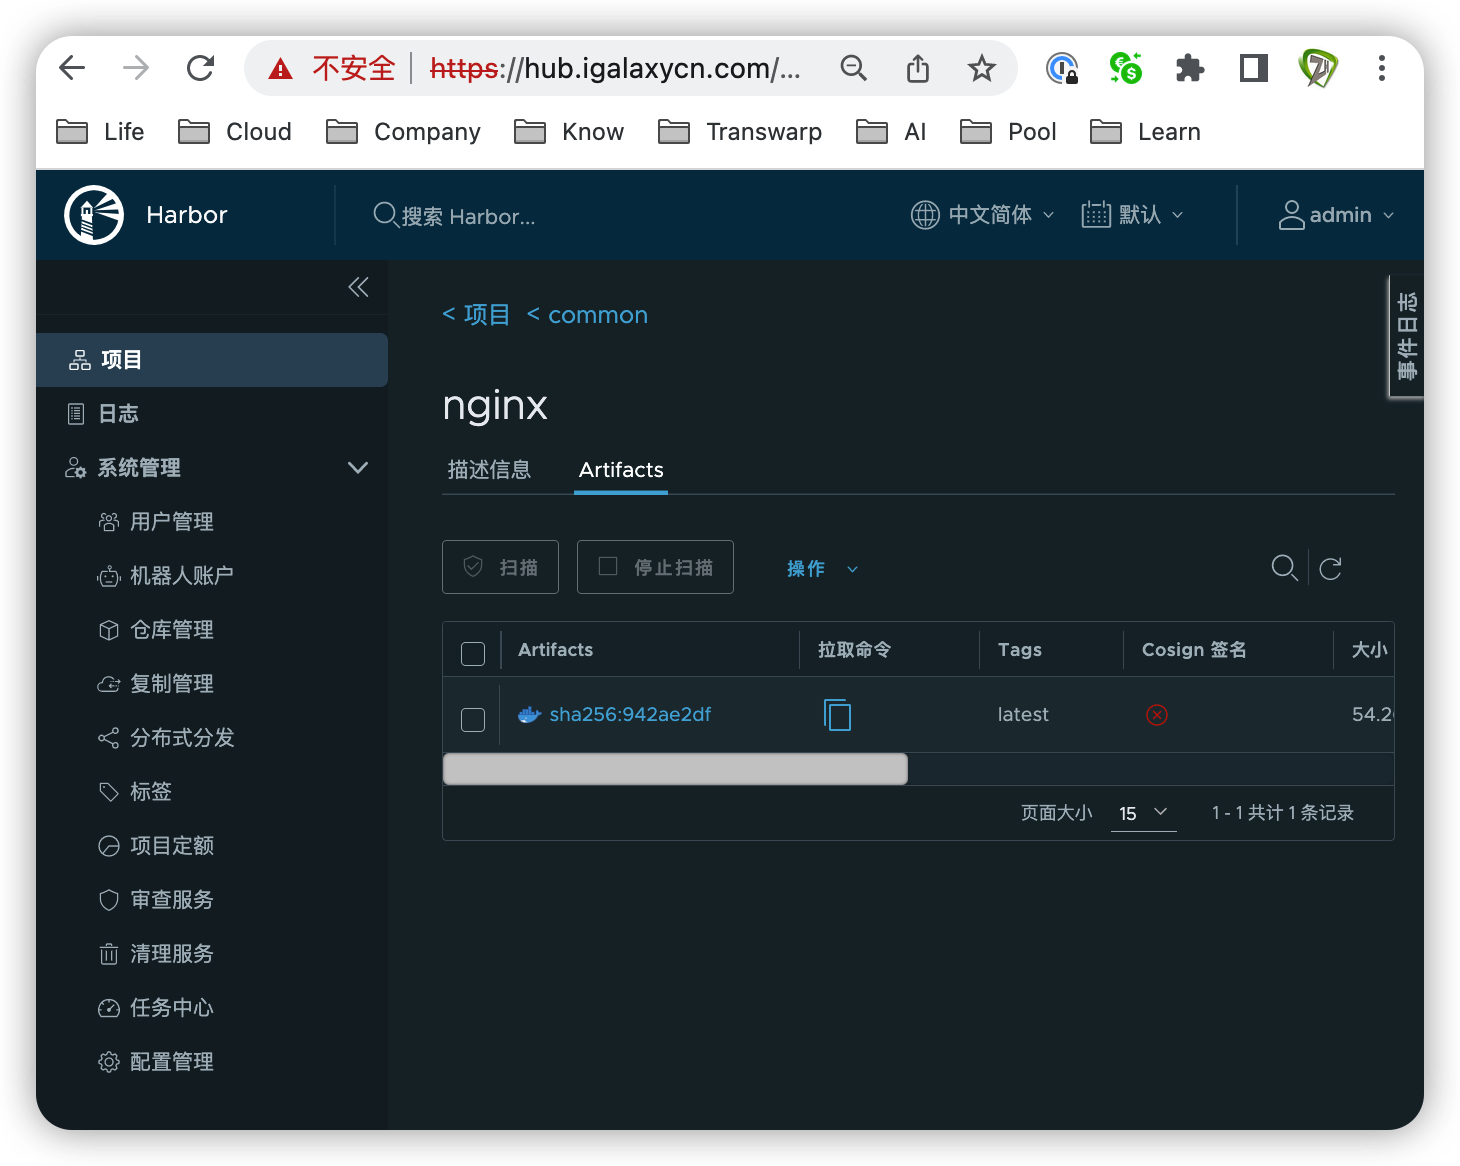 不安全 https://hub.igalaxycn.com/...
Life Cloud Company Know Transwarp AI Pool Learn
Harbor 搜索 Harbor... 中文简体 默认 admin
事件日志
< 项目 < common
项目
nginx
日志
描述信息 Artifacts
系统管理
用户管理
扫描 停止扫描 操作
机器人账户
仓库管理
Artifacts 拉取命令 Tags Cosign 签名 大小
复制管理
sha256:942ae2df latest 54.2
分布式分发
标签
页面大小 15 1 - 1 共计 1 条记录
项目定额
审查服务
清理服务
任务中心
配置管理